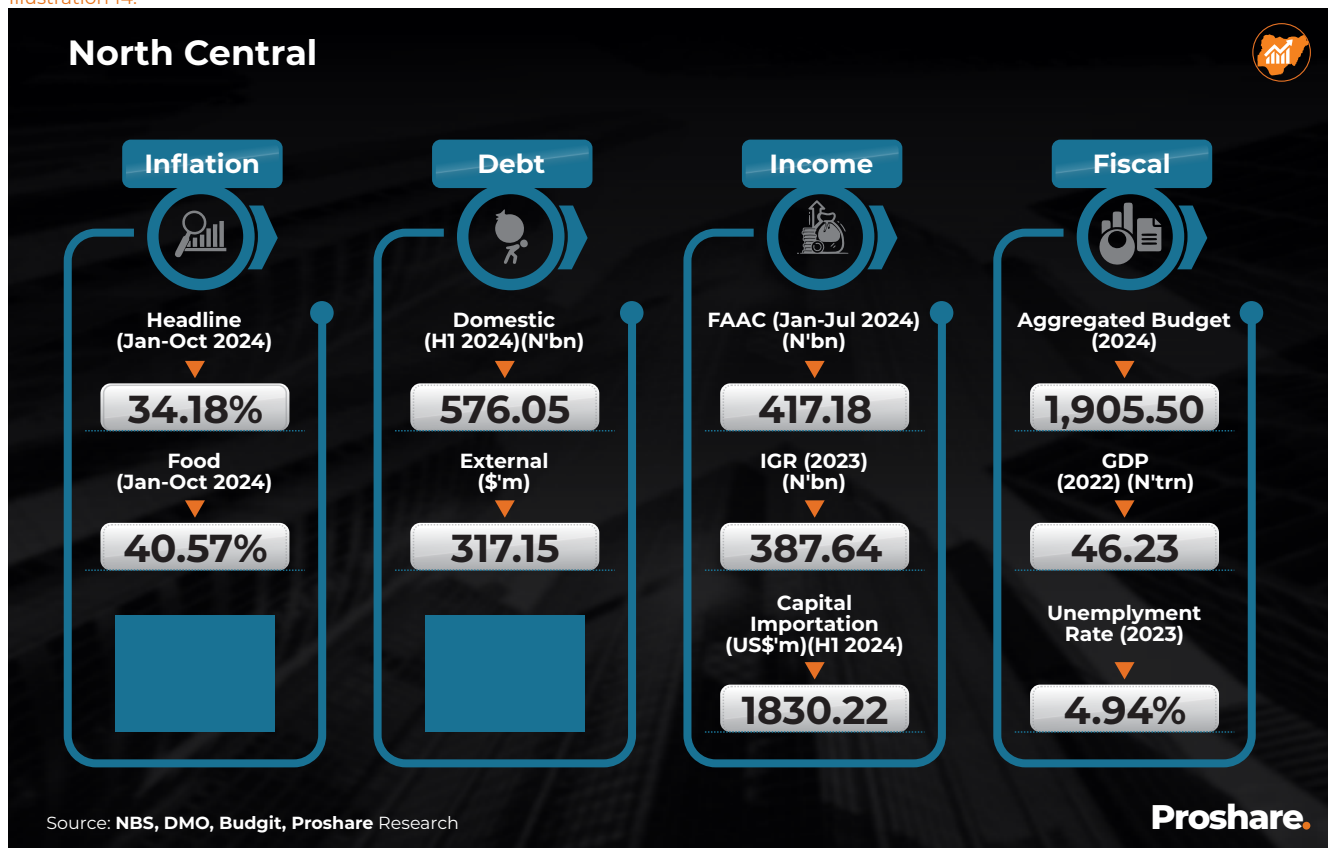 Illustration 14:
North Central
Inflation
Headline
(Jan-Oct 2024)
34.18%
Food
(Jan-Oct 2024)
40.57%
Debt
Domestic
(H1 2024)(N'bn)
576.05
External
($'m)
317.15
Income
FAAC (Jan-Jul 2024)
(N'bn)
417.18
IGR (2023)
(N'bn)
387.64
Capital
Importation
(US$'m)(H1 2024)
1830.22
Fiscal
Aggregated Budget
(2024)
1,905.50
GDP
(2022) (N'trn)
46.23
Unemplyment
Rate (2023)
4.94%
Source: NBS, DMO, Budgit, Proshare Research
Proshare.